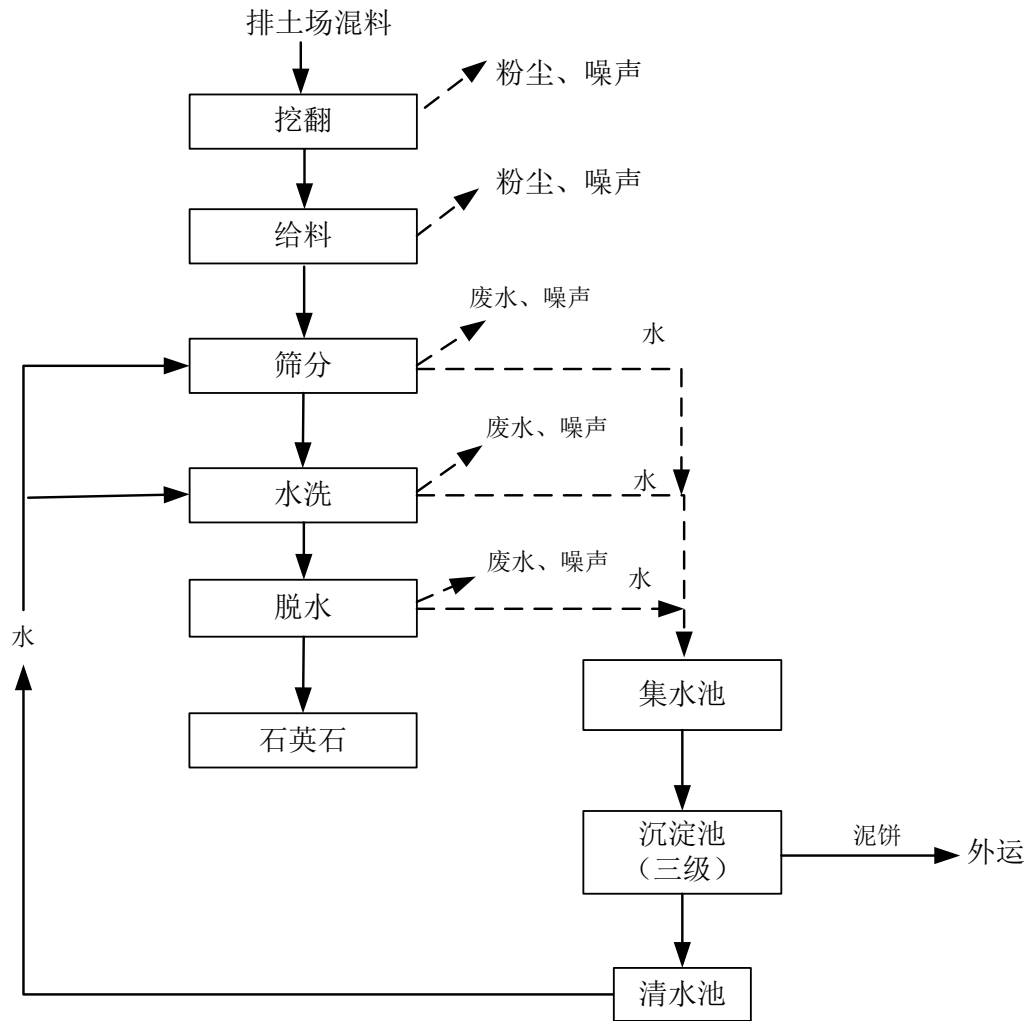 排土场混料
粉尘、噪声
挖翻
粉尘、噪声
给料
废水、噪声
水
筛分
废水、噪声
水
水洗
废水、噪声
水
脱水
水
集水池
石英石
沉淀池
（三级）
泥饼
外运
清水池